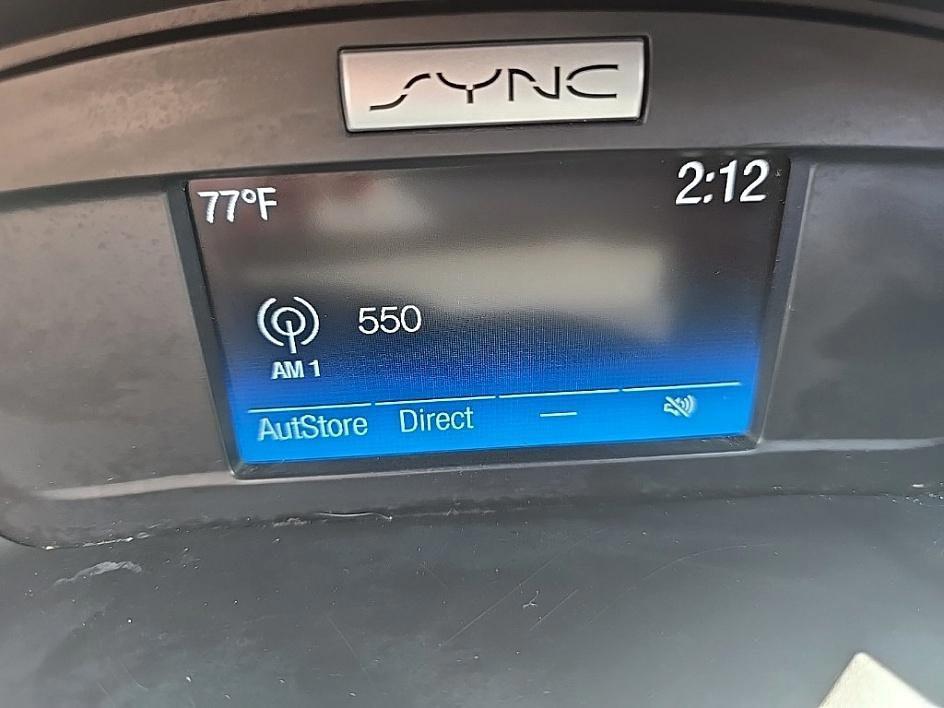 SYNC
77°F 2:12
550
AM 1
AutStore Direct —